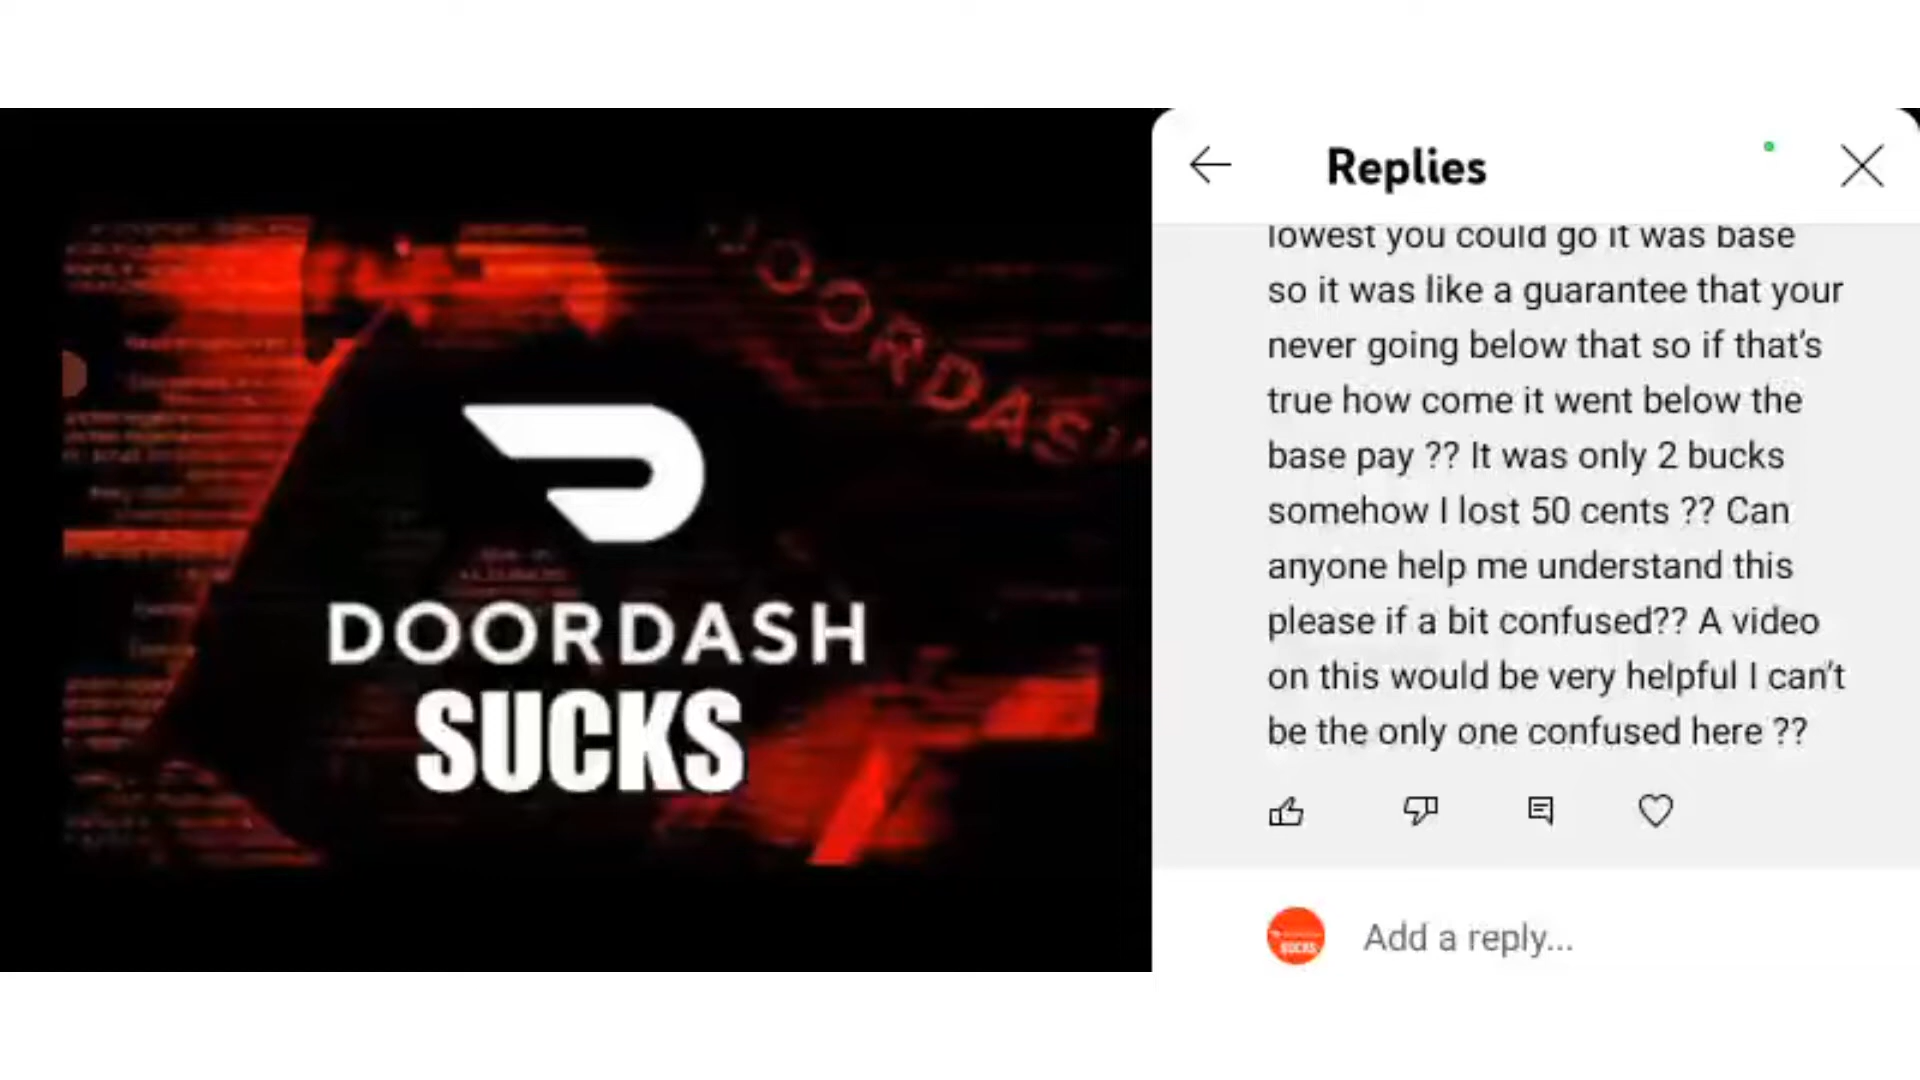 DOORDASH
DOORDASH
SUCKS
Replies
lowest you could go it was base
so it was like a guarantee that your
never going below that so if that's
true how come it went below the
base pay ?? It was only 2 bucks
somehow I lost 50 cents ?? Can
anyone help me understand this
please if a bit confused?? A video
on this would be very helpful I can't
be the only one confused here ??
SUCKS
Add a reply...